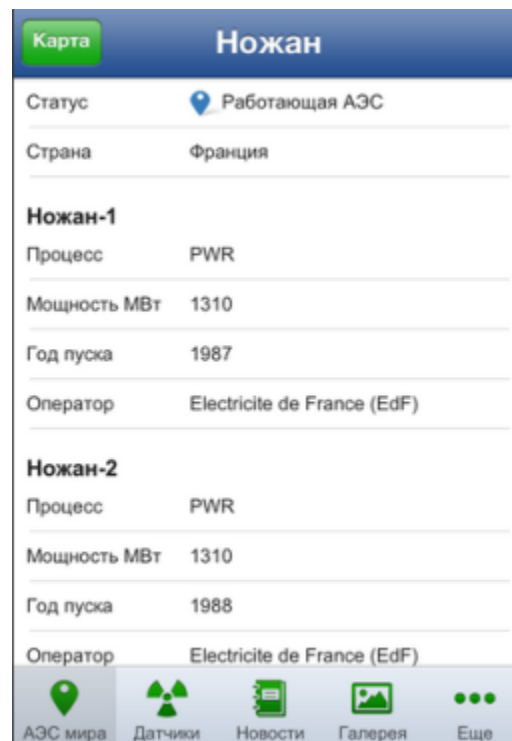 Карта Ножан
Статус Работающая АЭС
Страна Франция
Ножан-1
Процесс PWR
Мощность МВт 1310
Год пуска 1987
Оператор Electricite de France (EdF)
Ножан-2
Процесс PWR
Мощность МВт 1310
Год пуска 1988
Оператор Electricite de France (EdF)
АЭС мира Датчики Новости Галерея Еще